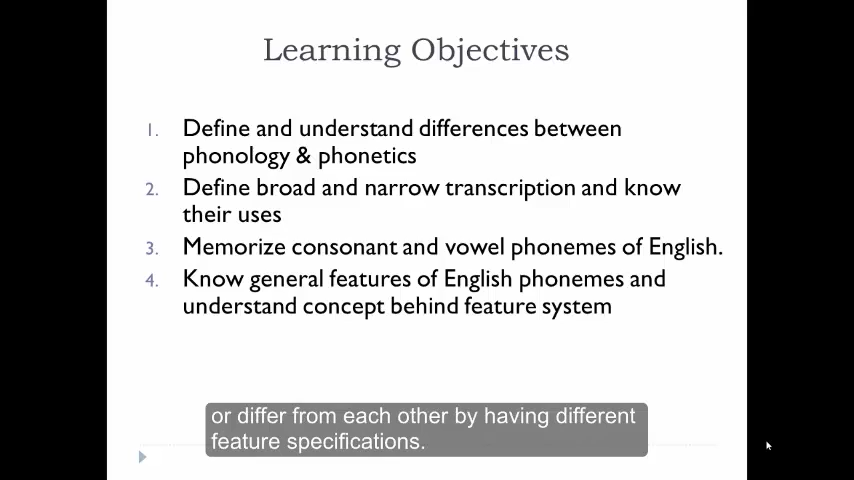 Learning Objectives
1. Define and understand differences between
phonology & phonetics
2. Define broad and narrow transcription and know
their uses
3. Memorize consonant and vowel phonemes of English.
4. Know general features of English phonemes and
understand concept behind feature system
or differ from each other by having different
feature specifications.